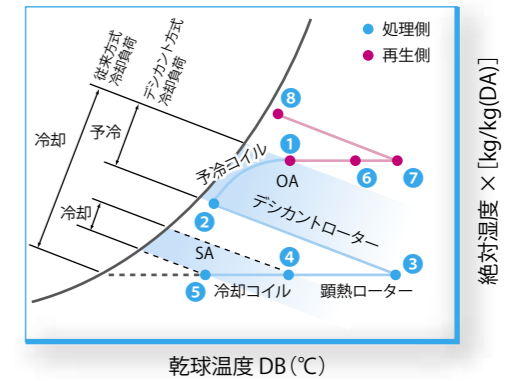 処理側
再生側
従来方式
冷却負荷
デシカント方式
冷却負荷
冷却
予冷
冷却
予冷コイル
8
1
OA
6
7
2
デシカントローター
SA
4
3
5
冷却コイル
顕熱ローター
絶対湿度 ×[kg/kg(DA)]
乾球温度 DB(℃)